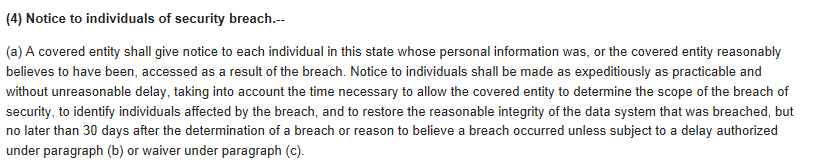 (4) Notice to individuals of security breach.--
(a) A covered entity shall give notice to each individual in this state whose personal information was, or the covered entity reasonably
believes to have been, accessed as a result of the breach. Notice to individuals shall be made as expeditiously as practicable and
without unreasonable delay, taking into account the time necessary to allow the covered entity to determine the scope of the breach of
security, to identify individuals affected by the breach, and to restore the reasonable integrity of the data system that was breached, but
no later than 30 days after the determination of a breach or reason to believe a breach occurred unless subject to a delay authorized
under paragraph (b) or waiver under paragraph (c).